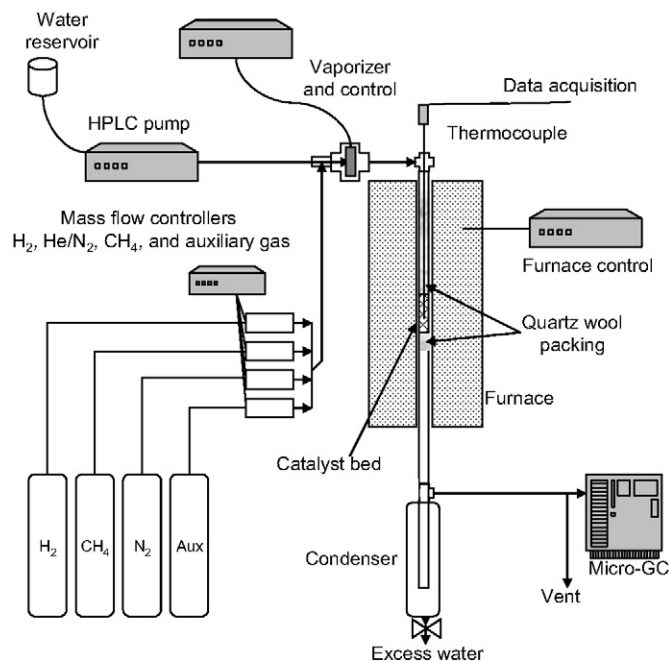 Water
reservoir
Vaporizer
and control
Data acquisition
HPLC pump
Thermocouple
Mass flow controllers
H₂, He/N₂, CH₄, and auxiliary gas
Furnace control
Quartz wool
packing
Furnace
Catalyst bed
H₂
CH₄
N₂
Aux
Condenser
Micro-GC
Vent
Excess water